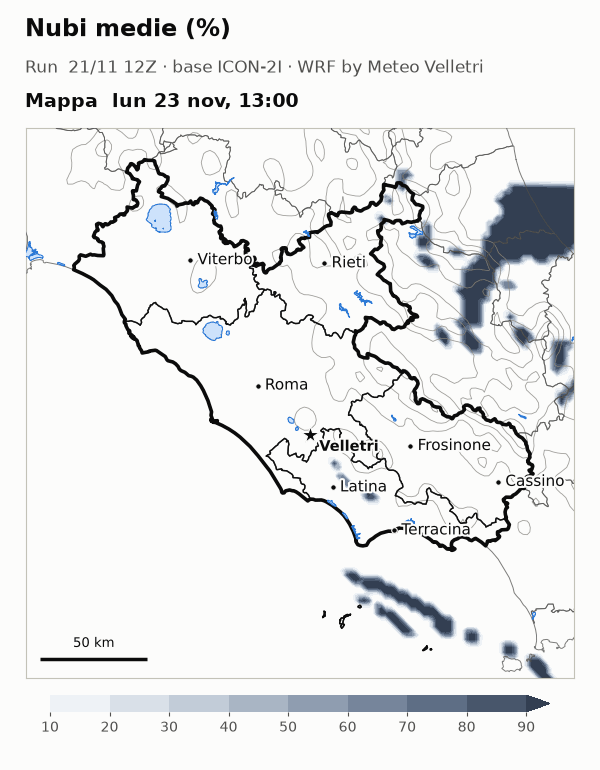 Nubi medie (%)
Run 21/11 12Z · base ICON-2I · WRF by Meteo Velletri
Mappa lun 23 nov, 13:00
Viterbo
Rieti
Roma
Velletri
Frosinone
Latina
Cassino
Terracina
50 km
10 20 30 40 50 60 70 80 90